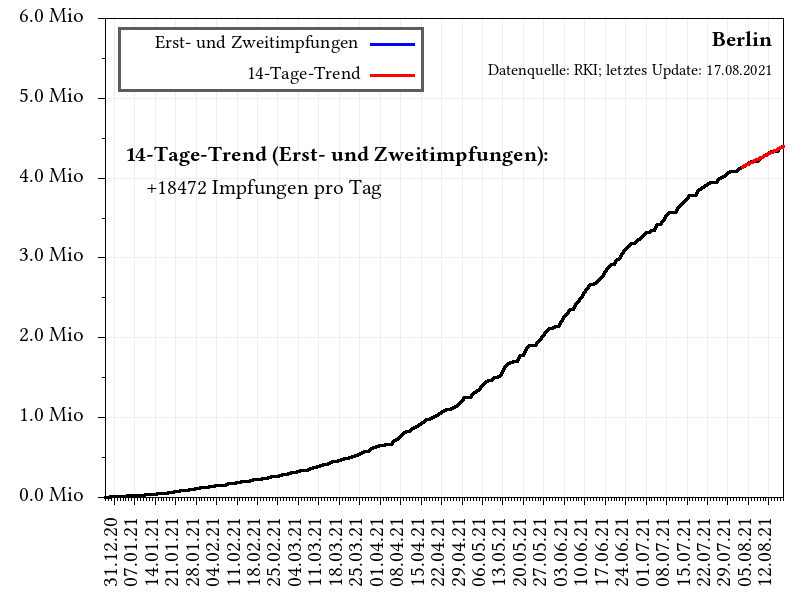 6.0 Mio
5.0 Mio
4.0 Mio
3.0 Mio
2.0 Mio
1.0 Mio
0.0 Mio
Erst- und Zweitimpfungen
14-Tage-Trend
Berlin
Datenquelle: RKI; letztes Update: 17.08.2021
14-Tage-Trend (Erst- und Zweitimpfungen):
+18472 Impfungen pro Tag
31.12.20
07.01.21
14.01.21
21.01.21
28.01.21
04.02.21
11.02.21
18.02.21
25.02.21
04.03.21
11.03.21
18.03.21
25.03.21
01.04.21
08.04.21
15.04.21
22.04.21
29.04.21
06.05.21
13.05.21
20.05.21
27.05.21
03.06.21
10.06.21
17.06.21
24.06.21
01.07.21
08.07.21
15.07.21
22.07.21
29.07.21
05.08.21
12.08.21